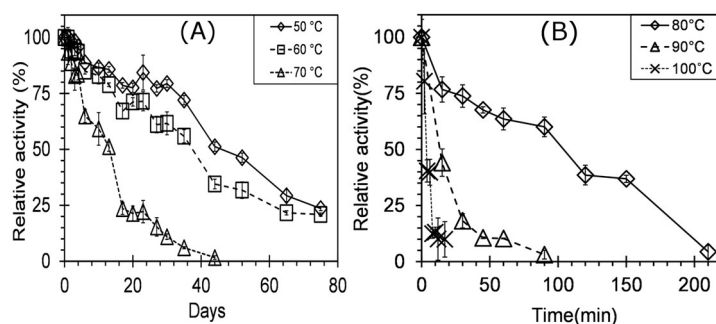 (A)
50 °C
60 °C
70 °C
Relative activity (%)
100
75
50
25
0
0 20 40 60 80
Days
(B)
80°C
90°C
100°C
Relative activity(%)
100
75
50
25
0
0 50 100 150 200
Time(min)